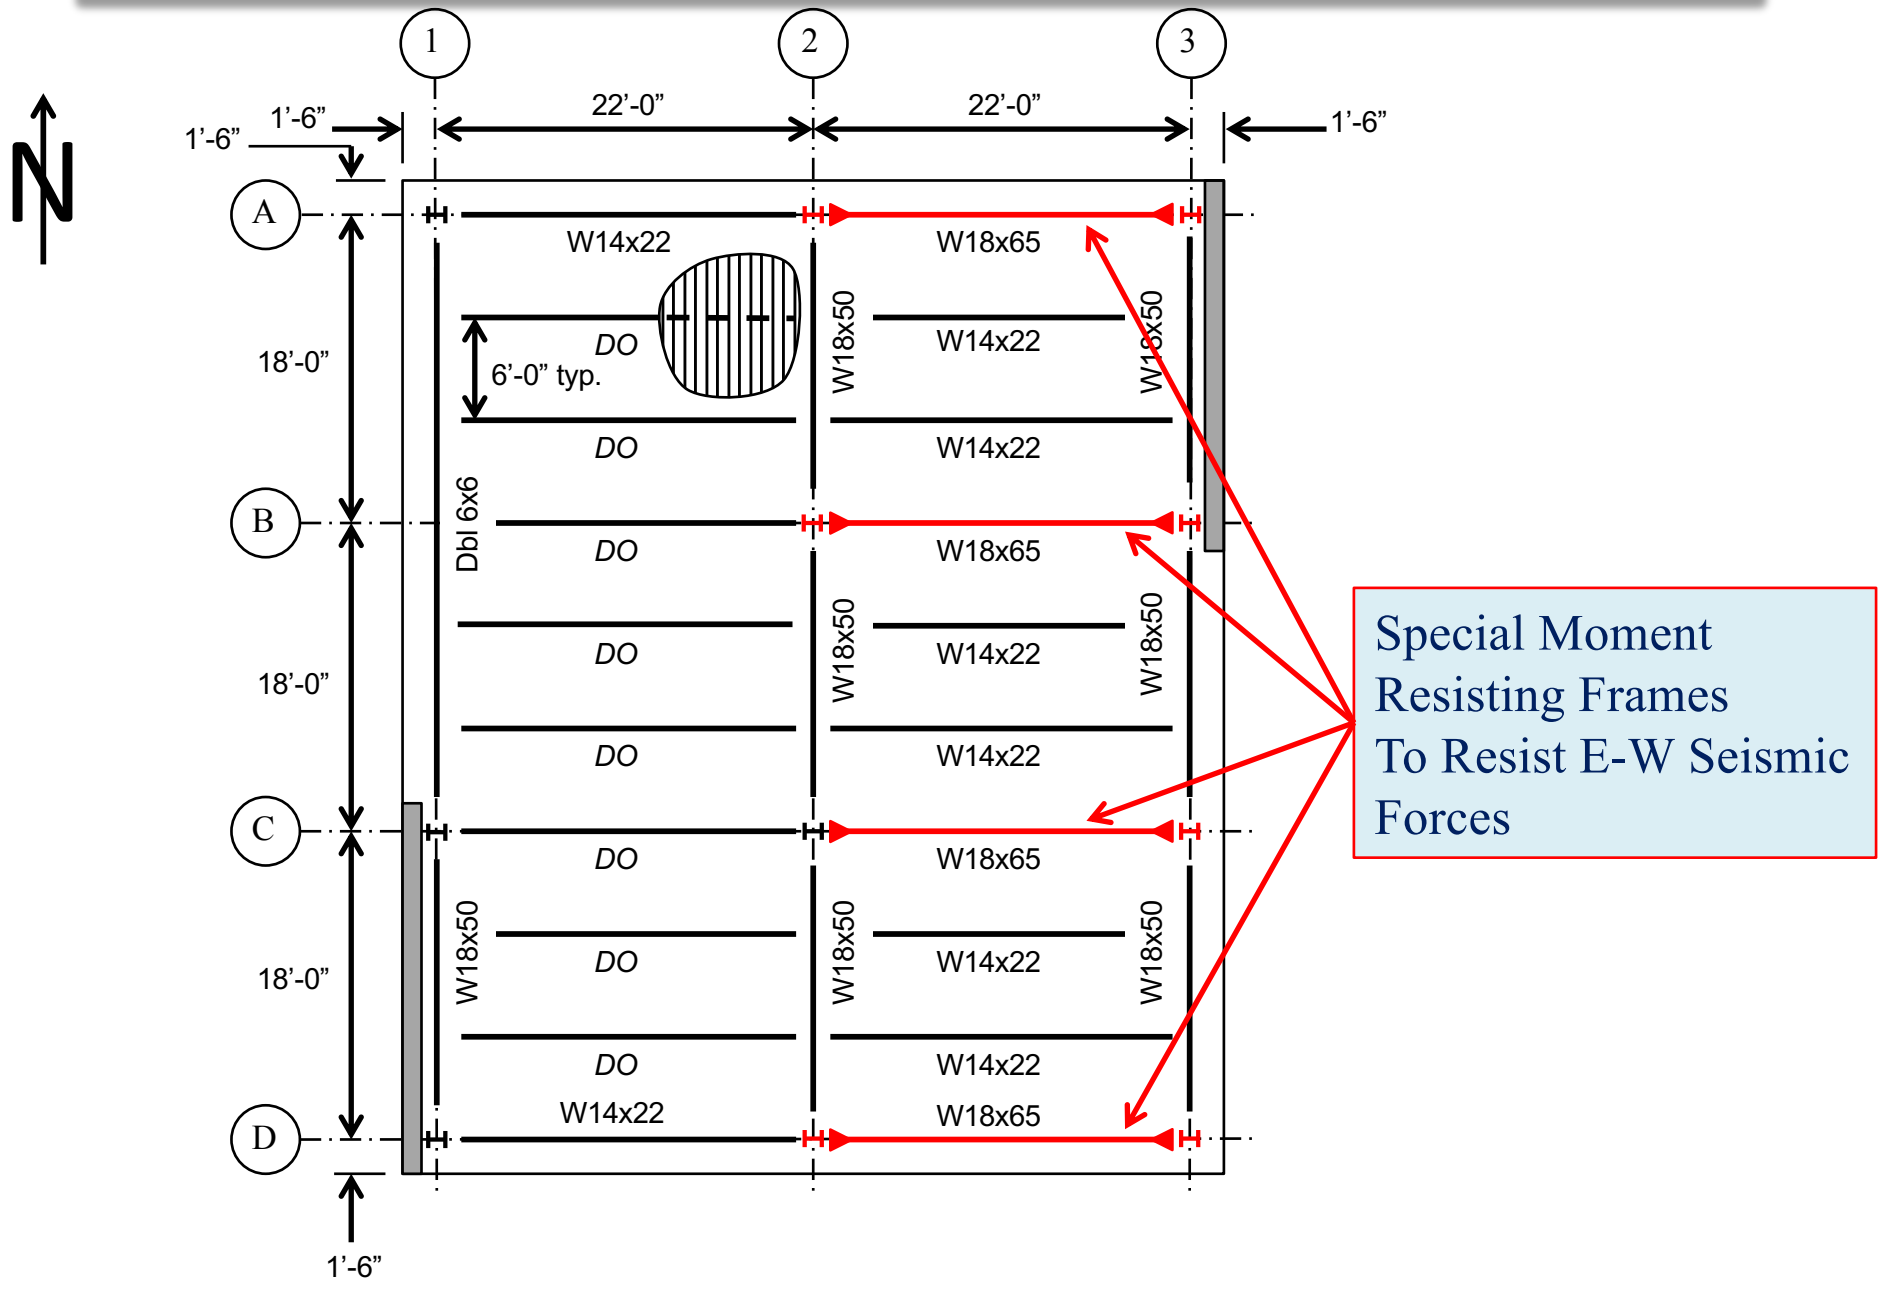 1
2
3
N
1'-6”
1'-6”
22'-0”
22'-0”
1'-6”
A
W14x22
W18x65
18'-0”
DO
6'-0” typ.
W18x50
W14x22
W18x50
DO
W14x22
B
Dbl 6x6
DO
W18x65
18'-0”
DO
W18x50
W14x22
W18x50
DO
W14x22
Special Moment
Resisting Frames
To Resist E-W Seismic
Forces
C
DO
W18x65
18'-0”
W18x50
DO
W18x50
W14x22
W18x50
DO
W14x22
D
W14x22
W18x65
1'-6”